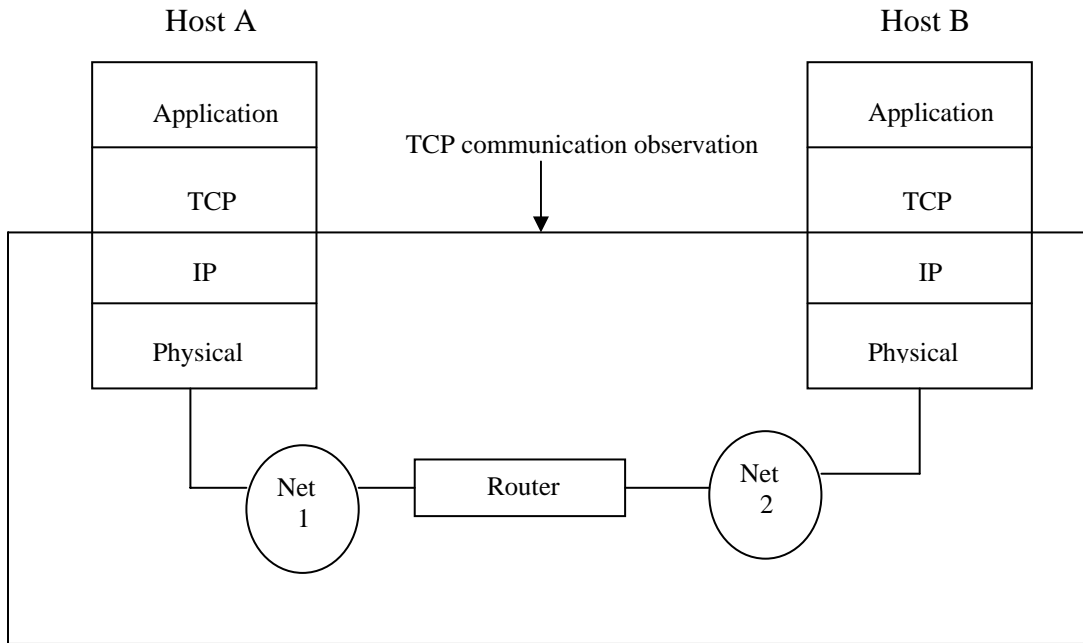 Host A
Host B
Application
Application
TCP communication observation
TCP
TCP
IP
IP
Physical
Physical
Net
1
Router
Net
2